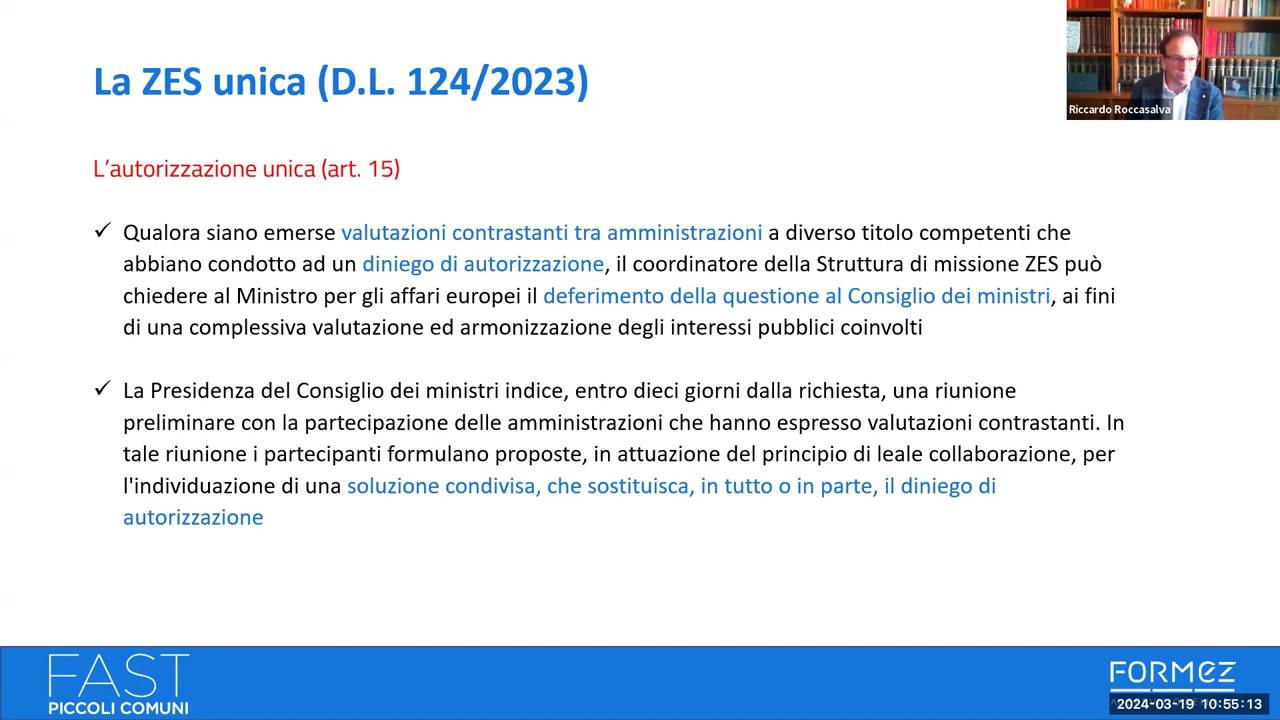 La ZES unica (D.L. 124/2023)
Riccardo Roccasalva
L'autorizzazione unica (art. 15)
✓ Qualora siano emerse valutazioni contrastanti tra amministrazioni a diverso titolo competenti che
abbiano condotto ad un diniego di autorizzazione, il coordinatore della Struttura di missione ZES può
chiedere al Ministro per gli affari europei il deferimento della questione al Consiglio dei ministri, ai fini
di una complessiva valutazione ed armonizzazione degli interessi pubblici coinvolti
✓ La Presidenza del Consiglio dei ministri indice, entro dieci giorni dalla richiesta, una riunione
preliminare con la partecipazione delle amministrazioni che hanno espresso valutazioni contrastanti. In
tale riunione i partecipanti formulano proposte, in attuazione del principio di leale collaborazione, per
l'individuazione di una soluzione condivisa, che sostituisca, in tutto o in parte, il diniego di
autorizzazione
FAST
PICCOLI COMUNI
FORMEZ
2024-03-19 10:55:13